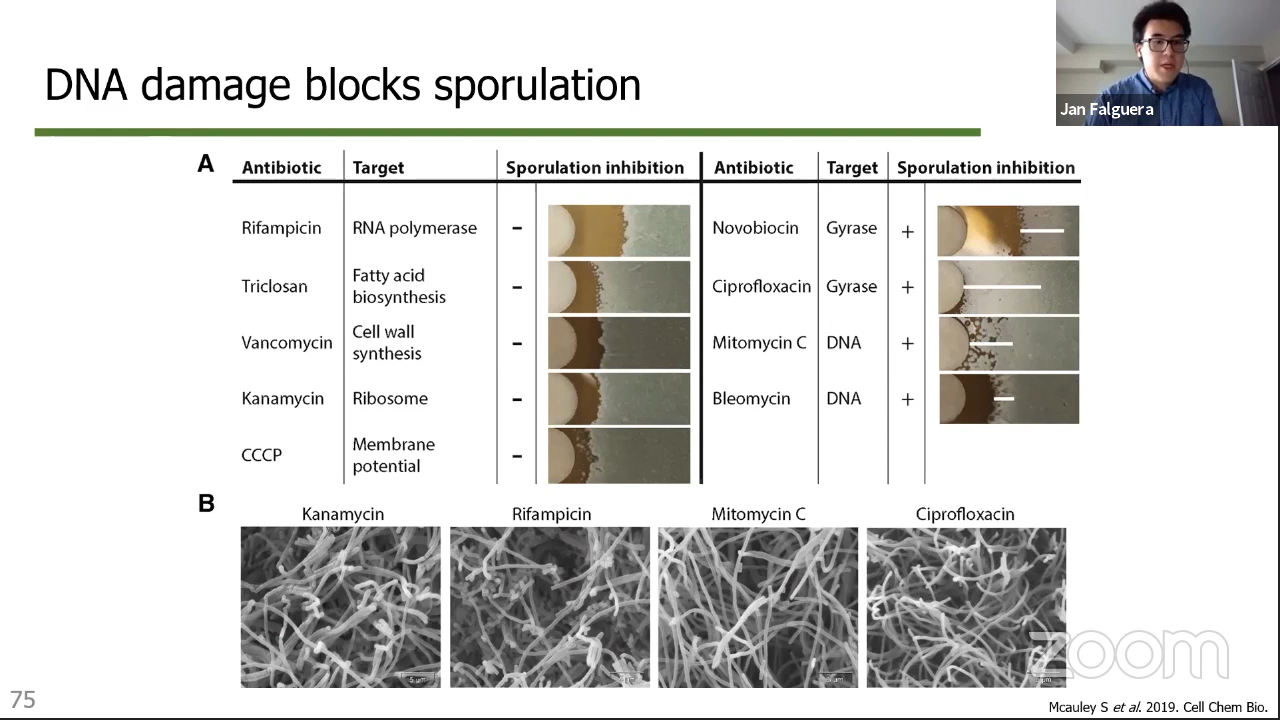 DNA damage blocks sporulation
Jan Falguera
A
Antibiotic Target Sporulation inhibition Antibiotic Target Sporulation inhibition
Rifampicin RNA polymerase - Novobiocin Gyrase +
Triclosan Fatty acid biosynthesis - Ciprofloxacin Gyrase +
Vancomycin Cell wall synthesis - Mitomycin C DNA +
Kanamycin Ribosome - Bleomycin DNA +
CCCP Membrane potential -
B
Kanamycin Rifampicin Mitomycin C Ciprofloxacin
5 μm
zoom
75
Mcauley S et al. 2019. Cell Chem Bio.